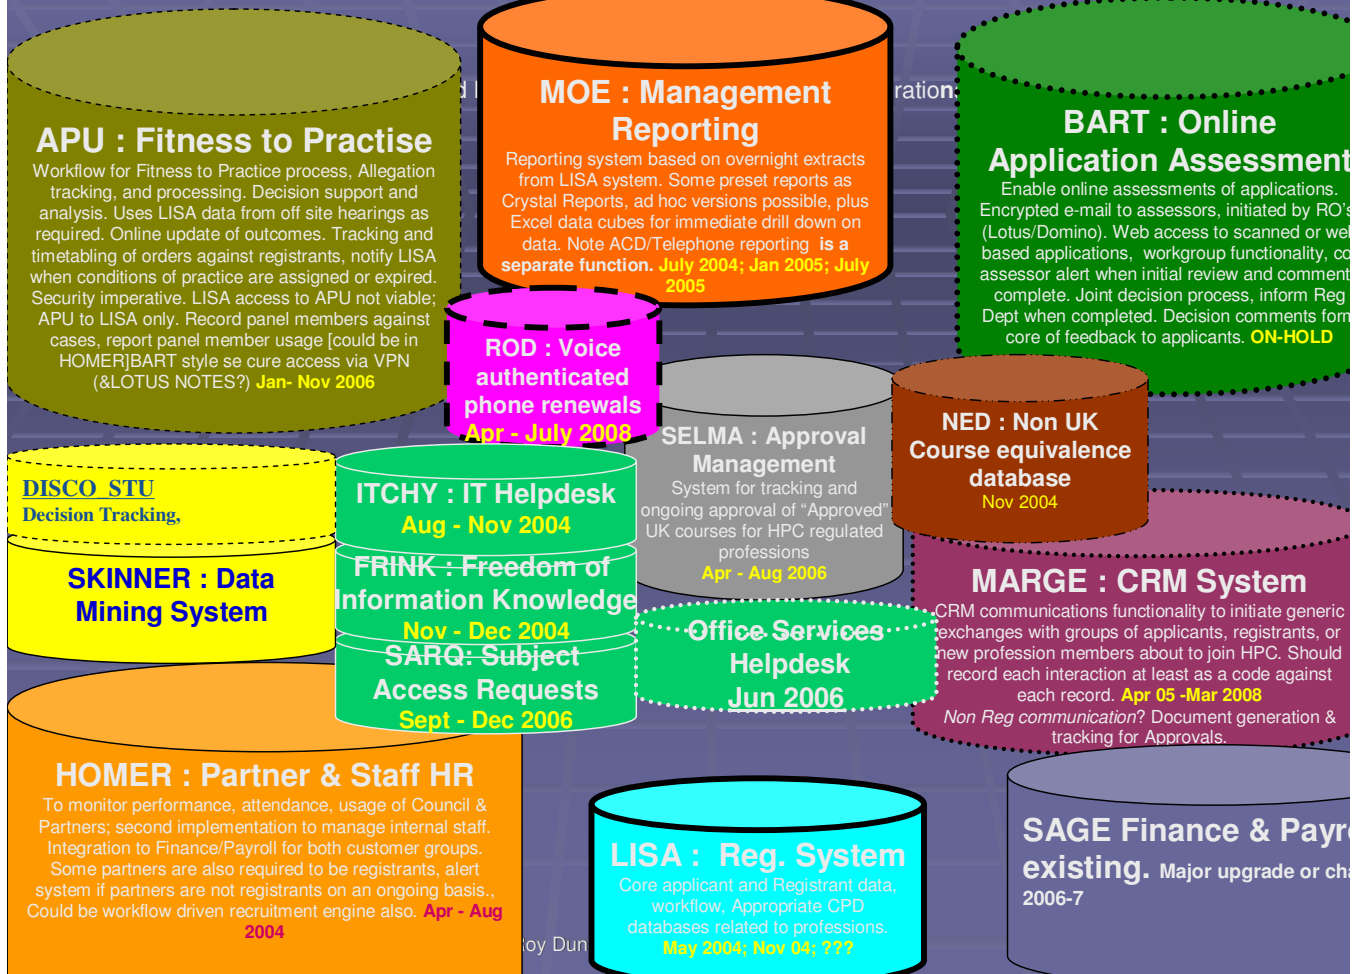 APU : Fitness to Practise
Workflow for Fitness to Practice process, Allegation
tracking, and processing. Decision support and
analysis. Uses LISA data from off site hearings as
required. Online update of outcomes. Tracking and
timetabling of orders against registrants, notify LISA
when conditions of practice are assigned or expired.
Security imperative. LISA access to APU not viable;
APU to LISA only. Record panel members against
cases, report panel member usage [could be in
HOMER]BART style se cure access via VPN
(&LOTUS NOTES?) Jan- Nov 2006
MOE : Management
Reporting
Reporting system based on overnight extracts
from LISA system. Some preset reports as
Crystal Reports, ad hoc versions possible, plus
Excel data cubes for immediate drill down on
data. Note ACD/Telephone reporting is a
separate function. July 2004; Jan 2005; July
2005
BART : Online
Application Assessment
Enable online assessments of applications.
Encrypted e-mail to assessors, initiated by RO's
(Lotus/Domino). Web access to scanned or web
based applications, workgroup functionality, co
assessor alert when initial review and comment
complete. Joint decision process, inform Reg
Dept when completed. Decision comments form
core of feedback to applicants. ON-HOLD
ROD : Voice
authenticated
phone renewals
Apr - July 2008
SELMA : Approval
Management
System for tracking and
ongoing approval of “Approved”
UK courses for HPC regulated
professions
Apr - Aug 2006
NED : Non UK
Course equivalence
database
Nov 2004
DISCO_STU
Decision Tracking,
SKINNER : Data
Mining System
ITCHY : IT Helpdesk
Aug - Nov 2004
FRINK : Freedom of
Information Knowledge
Nov - Dec 2004
SARQ: Subject
Access Requests
Sept - Dec 2006
Office Services
Helpdesk
Jun 2006
MARGE : CRM System
CRM communications functionality to initiate generic
exchanges with groups of applicants, registrants, or
new profession members about to join HPC. Should
record each interaction at least as a code against
each record. Apr 05 -Mar 2008
Non Reg communication? Document generation &
tracking for Approvals.
HOMER : Partner & Staff HR
To monitor performance, attendance, usage of Council &
Partners; second implementation to manage internal staff.
Integration to Finance/Payroll for both customer groups.
Some partners are also required to be registrants, alert
system if partners are not registrants on an ongoing basis.,
Could be workflow driven recruitment engine also. Apr - Aug
2004
LISA : Reg. System
Core applicant and Registrant data,
workflow, Appropriate CPD
databases related to professions.
May 2004; Nov 04; ???
SAGE Finance & Payr
existing. Major upgrade or cha
2006-7
Roy Dun